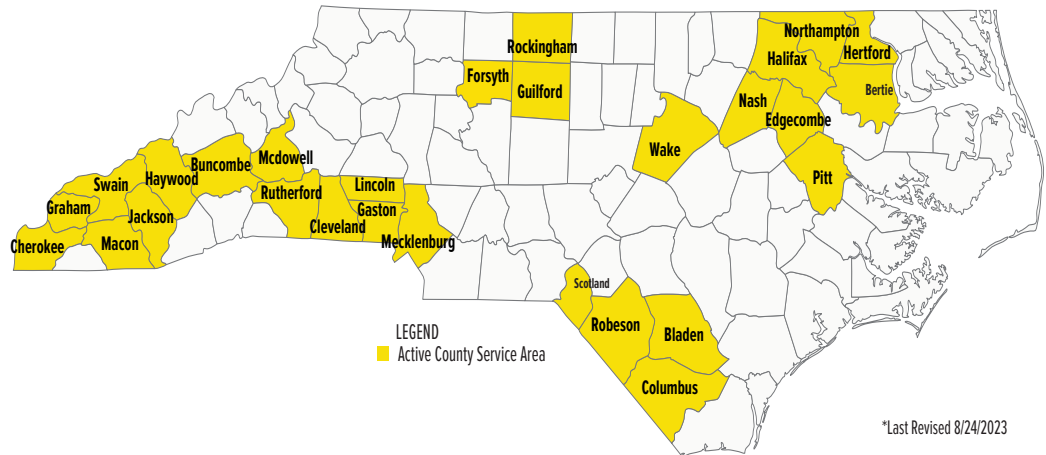 Northampton
Rockingham
Hertford
Halifax
Forsyth
Guilford
Bertie
Nash
Edgecombe
Wake
Mcdowell
Buncombe
Haywood
Swain
Pitt
Lincoln
Rutherford
Graham
Gaston
Jackson
Cleveland
Mecklenburg
Macon
Cherokee
Scotland
Robeson
Bladen
LEGEND
Active County Service Area
Columbus
*Last Revised 8/24/2023